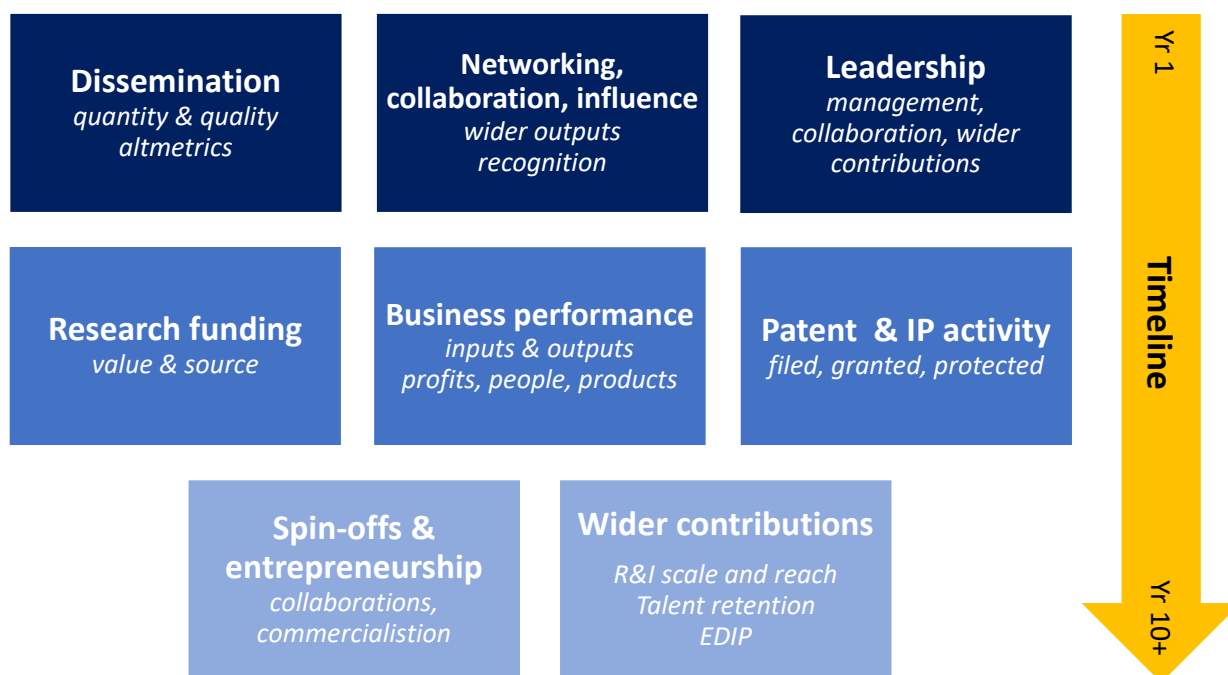 Dissemination
quantity & quality
altmetrics
Networking,
collaboration, influence
wider outputs
recognition
Leadership
management,
collaboration, wider
contributions
Yr 1
Research funding
value & source
Business performance
inputs & outputs
profits, people, products
Patent & IP activity
filed, granted, protected
Timeline
Spin-offs &
entrepreneurship
collaborations,
commercialistion
Wider contributions
R&I scale and reach
Talent retention
EDIP
Yr 10+